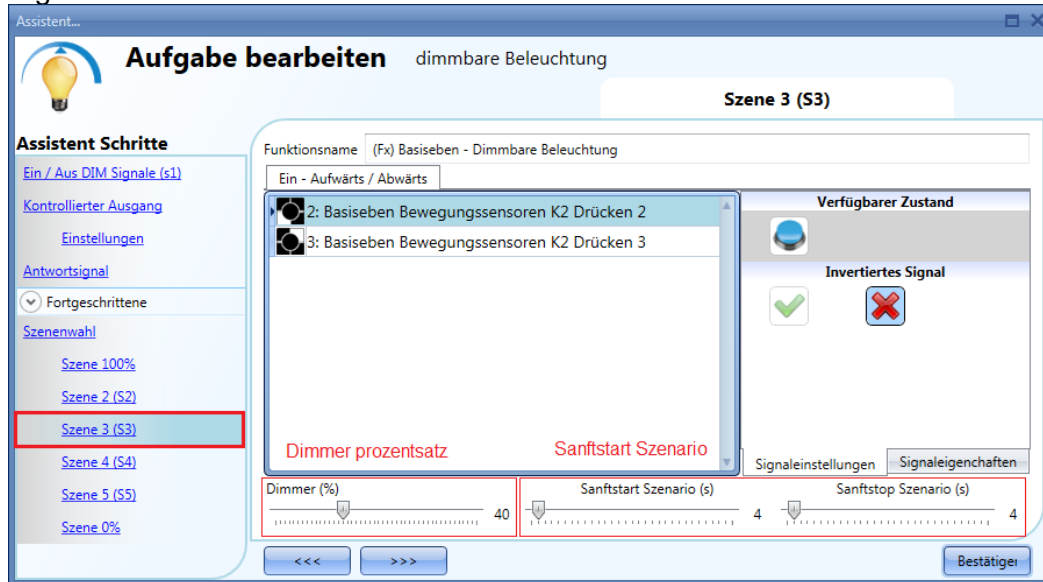 Assistent...
Aufgabe bearbeiten dimmbare Beleuchtung
Szene 3 (S3)
Assistent Schritte
Ein / Aus DIM Signale (s1)
Kontrollierter Ausgang
Einstellungen
Antwortsignal
Fortgeschrittene
Szenenwahl
Szene 100%
Szene 2 (S2)
Szene 3 (S3)
Szene 4 (S4)
Szene 5 (S5)
Szene 0%
Funktionsname (Fx) Basiseben - Dimmbare Beleuchtung
Ein - Aufwärts / Abwärts
2: Basiseben Bewegungssensoren K2 Drücken 2
3: Basiseben Bewegungssensoren K2 Drücken 3
Dimmer prozentsatz Sanftstart Szenario
Verfügbarer Zustand
Invertiertes Signal
Signaleinstellungen Signaleigenchaften
Dimmer (%) Sanftstart Szenario (s) Sanftstop Szenario (s)
40 4 4
<<< >>> Bestätiger